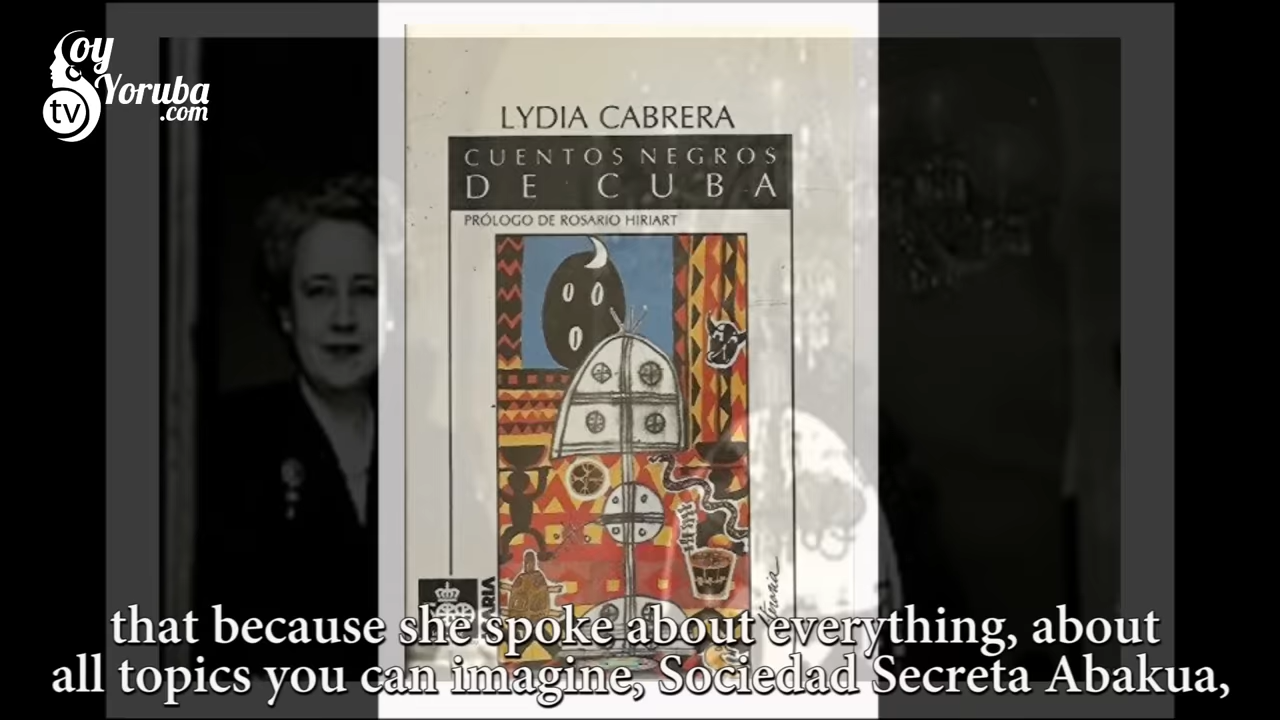 Soy
Yoruba
.com
tv
LYDIA CABRERA
CUENTOS NEGROS
DE CUBA
PRÓLOGO DE ROSARIO HIRIART
that because she spoke about everything, about
all topics you can imagine, Sociedad Secreta Abakua,